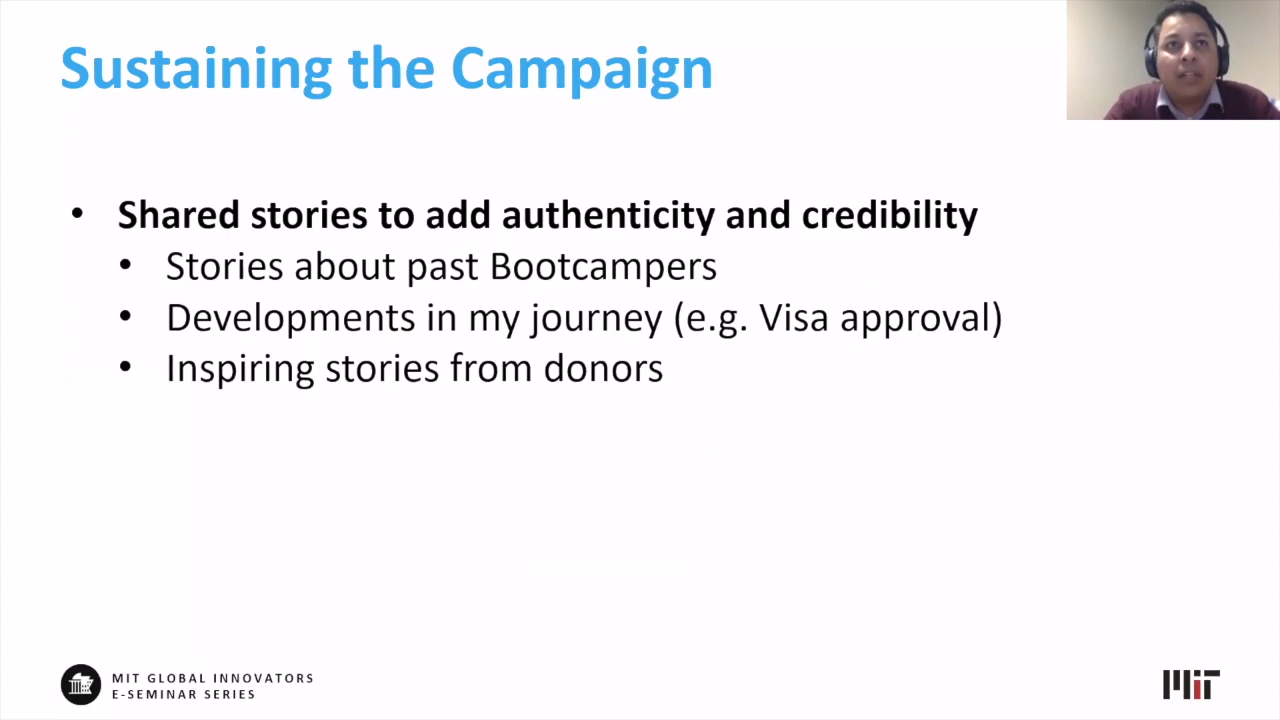 Sustaining the Campaign
• Shared stories to add authenticity and credibility
• Stories about past Bootcampers
• Developments in my journey (e.g. Visa approval)
• Inspiring stories from donors
MIT GLOBAL INNOVATORS
E-SEMINAR SERIES
MIT